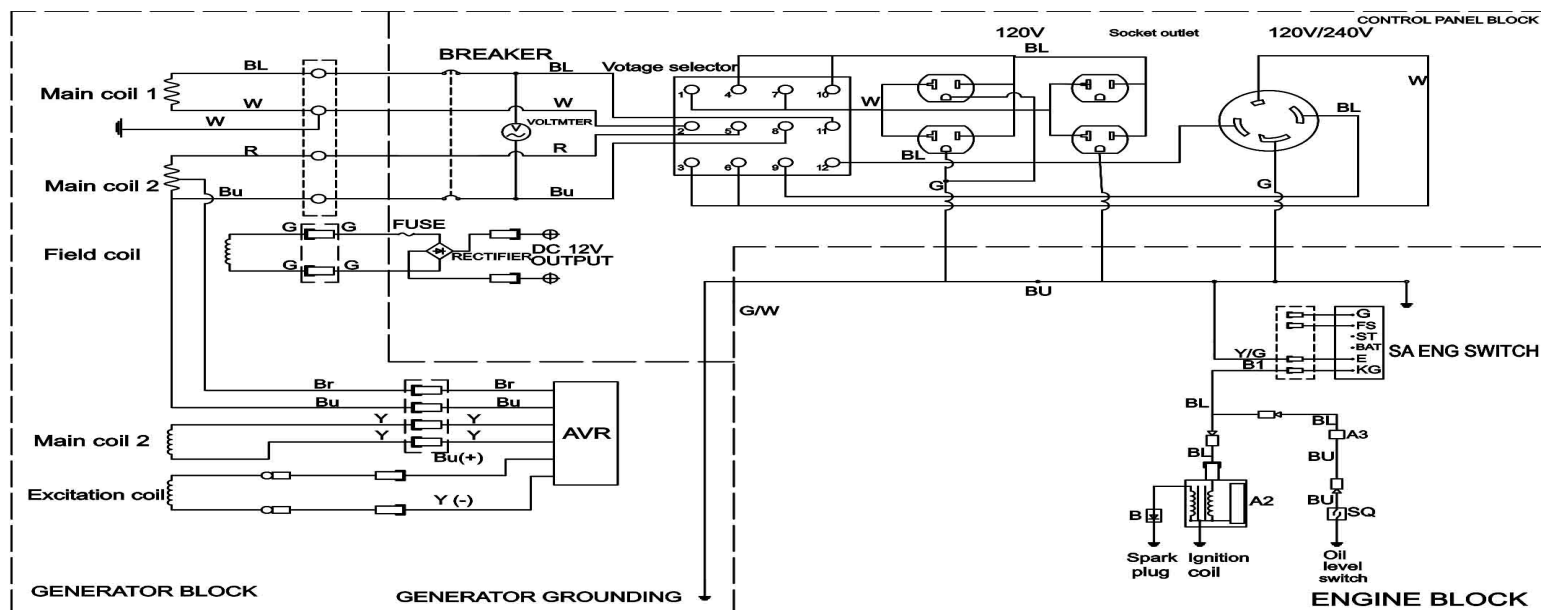 CONTROL PANEL BLOCK
120V
Socket outlet
120V/240V
BREAKER
BL
BL
BL
Votage selector
W
Main coil 1
W
W
W
W
VOLTMTER
V
1
4
7
10
2
5
8
11
3
6
9
12
BL
R
R
BL
Main coil 2
Bu
Bu
G
G
G
G
FUSE
Field coil
RECTIFIER
DC 12V
OUTPUT
G
G
BU
G/W
G
FS
ST
BAT
E
KG
SA ENG SWITCH
Y/G
B1
Br
Br
Bu
Bu
BL
Y
Y
BL
A3
Main coil 2
Y
Y
AVR
Bu(+)
BL
BU
Excitation coil
Y (-)
BU
A2
B
SQ
Spark
plug
Ignition
coil
Oil
level
switch
GENERATOR BLOCK
GENERATOR GROUNDING
ENGINE BLOCK